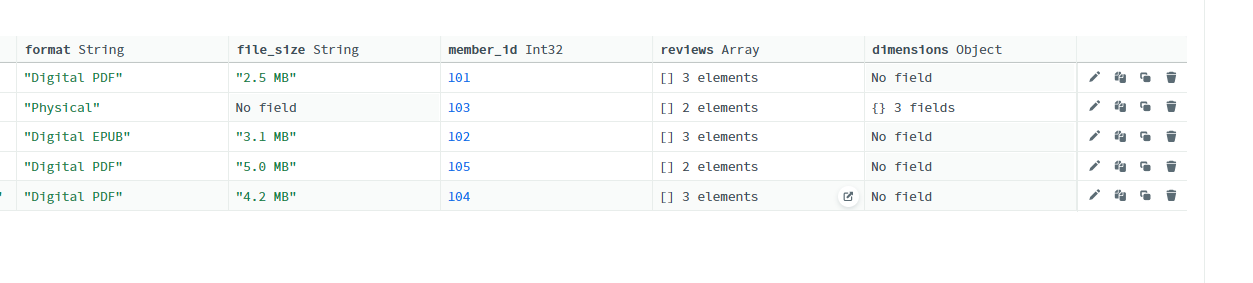 format String file_size String member_id Int32 reviews Array dimensions Object
"Digital PDF" "2.5 MB" 101 [] 3 elements No field
"Physical" No field 103 [] 2 elements {} 3 fields
"Digital EPUB" "3.1 MB" 102 [] 3 elements No field
"Digital PDF" "5.0 MB" 105 [] 2 elements No field
" "Digital PDF" "4.2 MB" 104 [] 3 elements No field